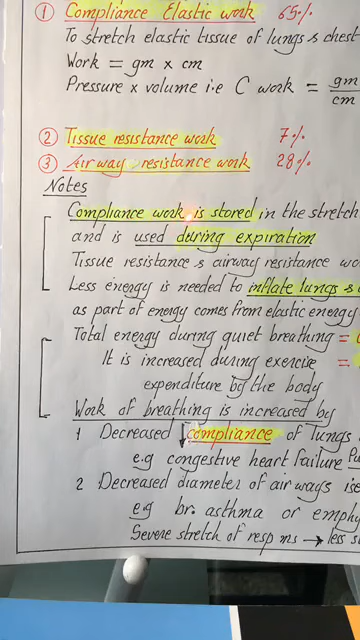 ① Compliance Elastic work 65%
To stretch elastic tissue of lungs & chest
Work = gm x cm
Pressure x volume i.e C work = gm/cm
② Tissue resistance work 7%
③ Airway resistance work 28%
Notes
Compliance work is stored in the stretch
and is used during expiration
Tissue resistance & airway resistance wo
Less energy is needed to inflate lungs &
as part of energy comes from elastic energy
Total energy during quiet breathing =
It is increased during exercise =
expenditure by the body
Work of breathing is increased by
1 Decreased ↓ compliance of lungs
e.g congestive heart failure Pu
2 Decreased diameter of air ways ise
e.g br. asthma or emphy
Severe stretch of resp ms → less s